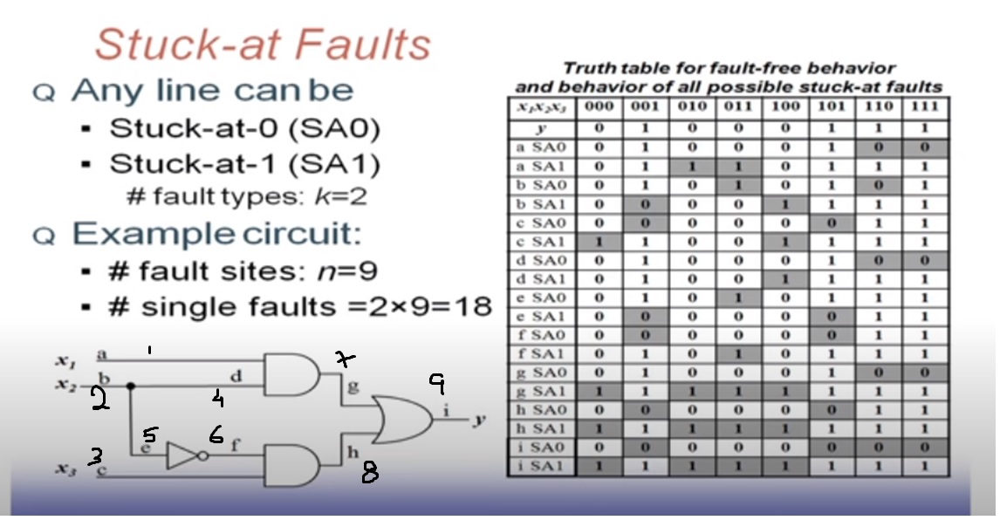 Stuck-at Faults
Q Any line can be
▪ Stuck-at-0 (SA0)
▪ Stuck-at-1 (SA1)
# fault types: k=2
Q Example circuit:
▪ # fault sites: n=9
▪ # single faults =2×9=18
x₁ a 1
x₂ b d
2 4
7
g
9
i y
5 6
e f
3
x₃ c
h
8
Truth table for fault-free behavior
and behavior of all possible stuck-at faults
x₁x₂x₃ 000 001 010 011 100 101 110 111
y 0 1 0 0 0 1 1 1
a SA0 0 1 0 0 0 1 0 0
a SA1 0 1 1 1 0 1 1 1
b SA0 0 1 0 1 0 1 0 1
b SA1 0 0 0 0 1 1 1 1
c SA0 0 0 0 0 0 0 1 1
c SA1 1 1 0 0 1 1 1 1
d SA0 0 1 0 0 0 1 0 0
d SA1 0 1 0 0 1 1 1 1
e SA0 0 1 0 1 0 1 1 1
e SA1 0 0 0 0 0 0 1 1
f SA0 0 0 0 0 0 0 1 1
f SA1 0 1 0 1 0 1 1 1
g SA0 0 1 0 0 0 1 0 0
g SA1 1 1 1 1 1 1 1 1
h SA0 0 0 0 0 0 0 1 1
h SA1 1 1 1 1 1 1 1 1
i SA0 0 0 0 0 0 0 0 0
i SA1 1 1 1 1 1 1 1 1